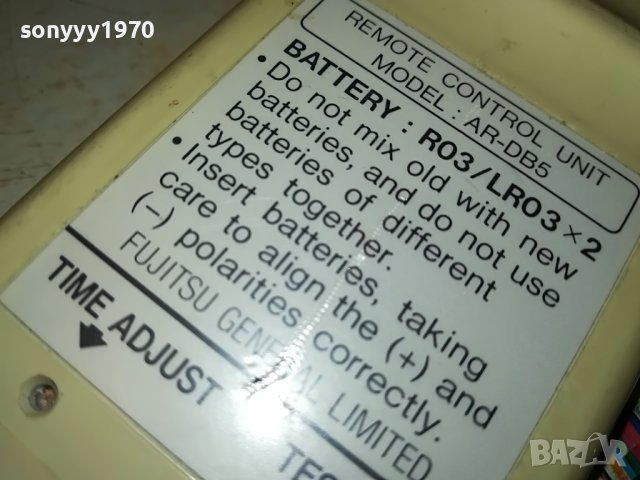 sonyyy1970
REMOTE CONTROL UNIT
MODEL : AR-DB5
BATTERY : R03/LR03×2
• Do not mix old with new
batteries, and do not use
batteries of different
types together.
• Insert batteries, taking
care to align the (+) and
(−) polarities correctly.
FUJITSU GENERAL LIMITED
TIME ADJUST
TES
BAZAR